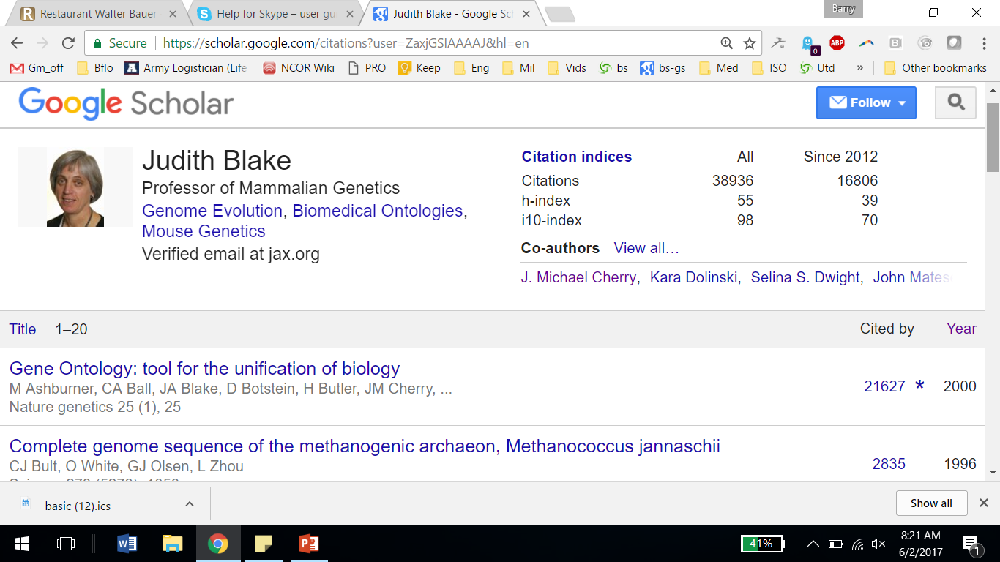 Barry
Restaurant Walter Bauer
Help for Skype – user gui
Judith Blake - Google Sch
Secure
https://scholar.google.com/citations?user=ZaxjGSIAAAAJ&hl=en
0
ABP
Gm_off
Bflo
Army Logistician (Life
NCOR Wiki
PRO
Keep
Eng
Mil
Vids
bs
bs-gs
Med
ISO
Utd
»
Other bookmarks
Google Scholar
Follow
Judith Blake
Professor of Mammalian Genetics
Genome Evolution, Biomedical Ontologies,
Mouse Genetics
Verified email at jax.org
Citation indices All Since 2012
Citations 38936 16806
h-index 55 39
i10-index 98 70
Co-authors View all…
J. Michael Cherry, Kara Dolinski, Selina S. Dwight, John Mates
Title 1–20 Cited by Year
Gene Ontology: tool for the unification of biology
M Ashburner, CA Ball, JA Blake, D Botstein, H Butler, JM Cherry, ...
Nature genetics 25 (1), 25
21627 * 2000
Complete genome sequence of the methanogenic archaeon, Methanococcus jannaschii
CJ Bult, O White, GJ Olsen, L Zhou
2835 1996
basic (12).ics
Show all
41%
8:21 AM
6/2/2017
1